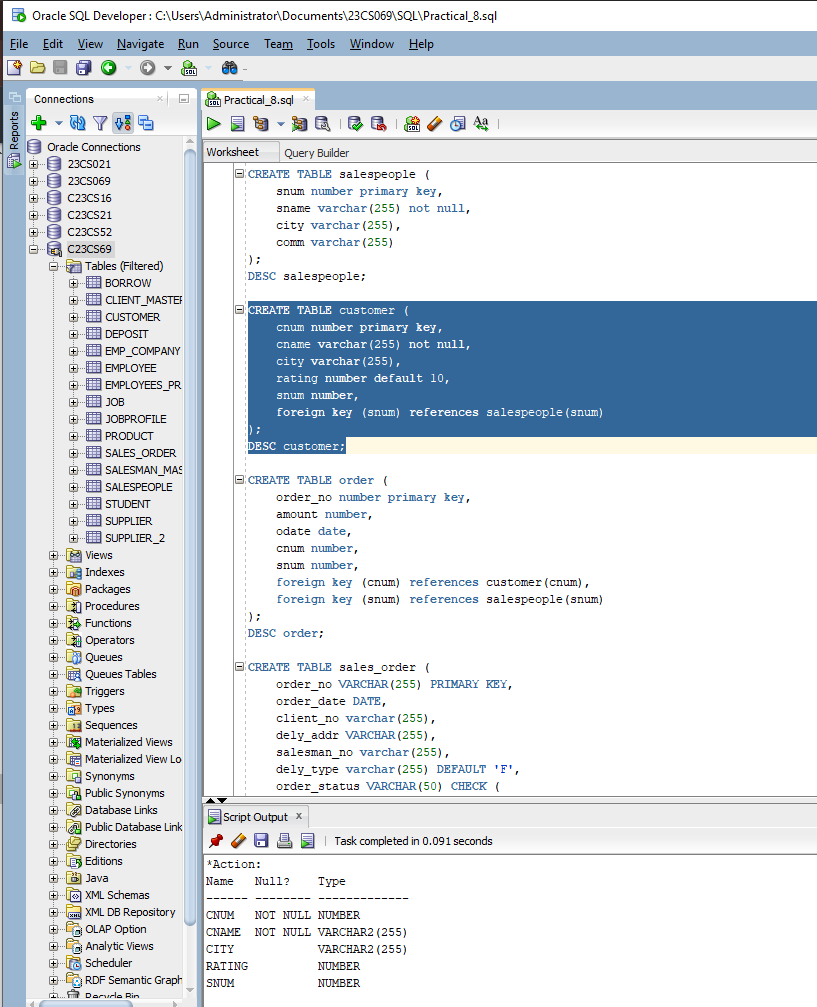 Oracle SQL Developer : C:\Users\Administrator\Documents\23CS069\SQL\Practical_8.sql
File Edit View Navigate Run Source Team Tools Window Help
Reports
Connections
Oracle Connections
23CS021
23CS069
C23CS16
C23CS21
C23CS52
C23CS69
Tables (Filtered)
BORROW
CLIENT_MASTER
CUSTOMER
DEPOSIT
EMP_COMPANY
EMPLOYEE
EMPLOYEES_PR
JOB
JOBPROFILE
PRODUCT
SALES_ORDER
SALESMAN_MAS
SALESPEOPLE
STUDENT
SUPPLIER
SUPPLIER_2
Views
Indexes
Packages
Procedures
Functions
Operators
Queues
Queues Tables
Triggers
Types
Sequences
Materialized Views
Materialized View Lo
Synonyms
Public Synonyms
Database Links
Public Database Link
Directories
Editions
Java
XML Schemas
XML DB Repository
OLAP Option
Analytic Views
Scheduler
RDF Semantic Graph
Recycle Bin
Practical_8.sql
Worksheet Query Builder
CREATE TABLE salespeople (
snum number primary key,
sname varchar(255) not null,
city varchar(255),
comm varchar(255)
);
DESC salespeople;
CREATE TABLE customer (
cnum number primary key,
cname varchar(255) not null,
city varchar(255),
rating number default 10,
snum number,
foreign key (snum) references salespeople(snum)
);
DESC customer;
CREATE TABLE order (
order_no number primary key,
amount number,
odate date,
cnum number,
snum number,
foreign key (cnum) references customer(cnum),
foreign key (snum) references salespeople(snum)
);
DESC order;
CREATE TABLE sales_order (
order_no VARCHAR(255) PRIMARY KEY,
order_date DATE,
client_no varchar(255),
dely_addr VARCHAR(255),
salesman_no varchar(255),
dely_type varchar(255) DEFAULT 'F',
order_status VARCHAR(50) CHECK (
Script Output
Task completed in 0.091 seconds
*Action:
Name Null? Type
------ -------- -------------
CNUM NOT NULL NUMBER
CNAME NOT NULL VARCHAR2(255)
CITY VARCHAR2(255)
RATING NUMBER
SNUM NUMBER